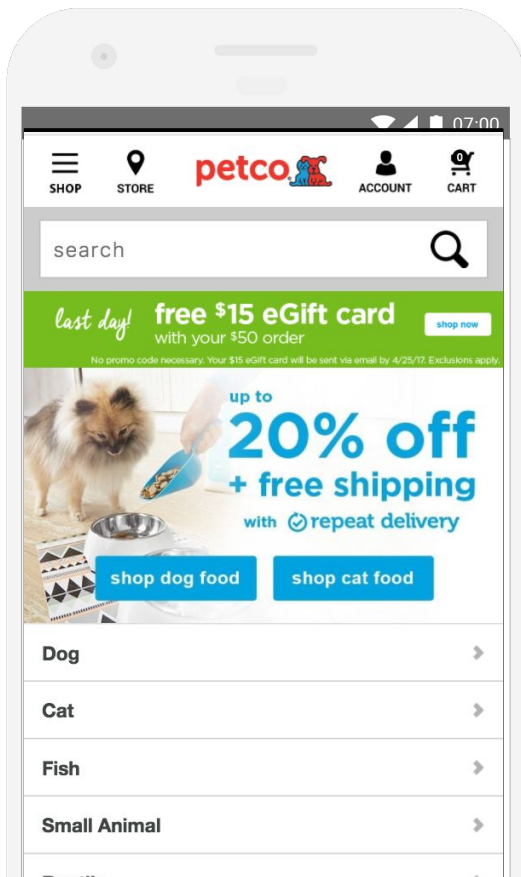 07:00
SHOP
STORE
petco
ACCOUNT
0
CART
search
last day!
free $15 eGift card
with your $50 order
shop now
No promo code necessary. Your $15 eGift card will be sent via email by 4/25/17. Exclusions apply.
up to
20% off
+ free shipping
with repeat delivery
shop dog food
shop cat food
Dog
Cat
Fish
Small Animal